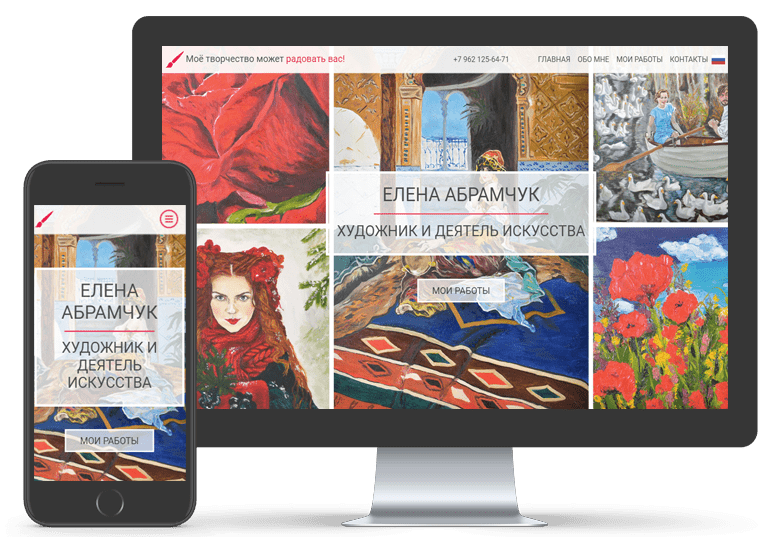 Моё творчество может радовать вас!
+7 962 125-64-71
ГЛАВНАЯ ОБО МНЕ МОИ РАБОТЫ КОНТАКТЫ
ЕЛЕНА АБРАМЧУК
ХУДОЖНИК И ДЕЯТЕЛЬ ИСКУССТВА
МОИ РАБОТЫ
ЕЛЕНА
АБРАМЧУК
ХУДОЖНИК И
ДЕЯТЕЛЬ
ИСКУССТВА
МОИ РАБОТЫ